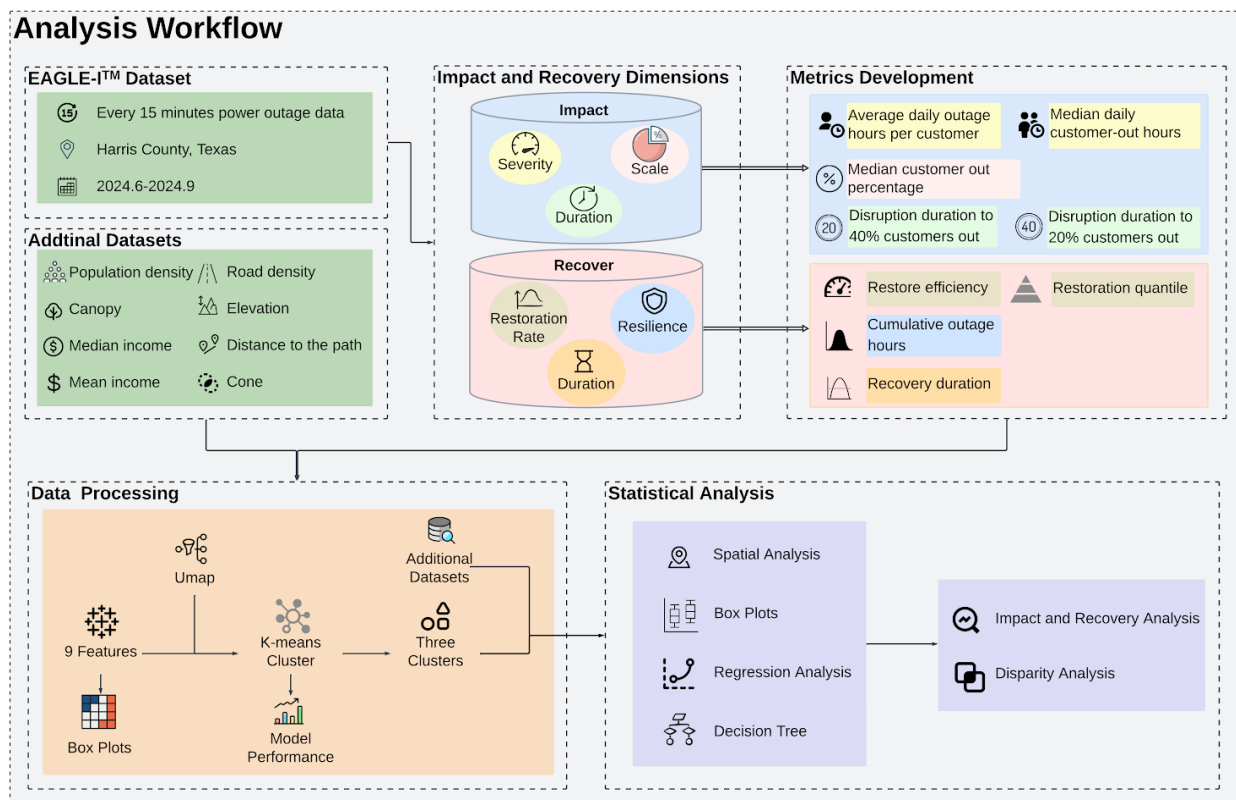 Analysis Workflow
EAGLE-I™ Dataset
15
Every 15 minutes power outage data
Harris County, Texas
2024.6-2024.9
Addtinal Datasets
Population density
Road density
Canopy
Elevation
$
Median income
Distance to the path
$
Mean income
Cone
Impact and Recovery Dimensions
Impact
Severity
%
Scale
Duration
Recover
Restoration
Rate
Resilience
Duration
Metrics Development
Average daily outage
hours per customer
Median daily
customer-out hours
%
Median customer out
percentage
20
Disruption duration to
40% customers out
40
Disruption duration to
20% customers out
Restore efficiency
Restoration quantile
Cumulative outage
hours
Recovery duration
Data Processing
Umap
Additional
Datasets
9 Features
K-means
Cluster
Three
Clusters
Box Plots
Model
Performance
Statistical Analysis
Spatial Analysis
Box Plots
Regression Analysis
Decision Tree
Impact and Recovery Analysis
Disparity Analysis